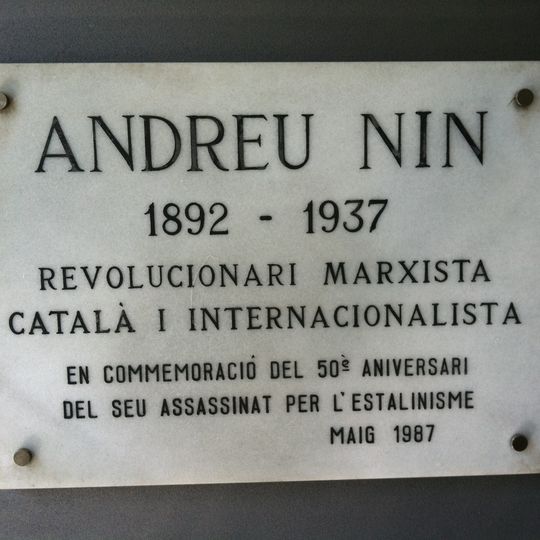 ANDREU NIN
1892 - 1937
REVOLUCIONARI MARXISTA
CATALÀ I INTERNACIONALISTA
EN COMMEMORACIÓ DEL 50è ANIVERSARI
DEL SEU ASSASSINAT PER L'ESTALINISME
MAIG 1987